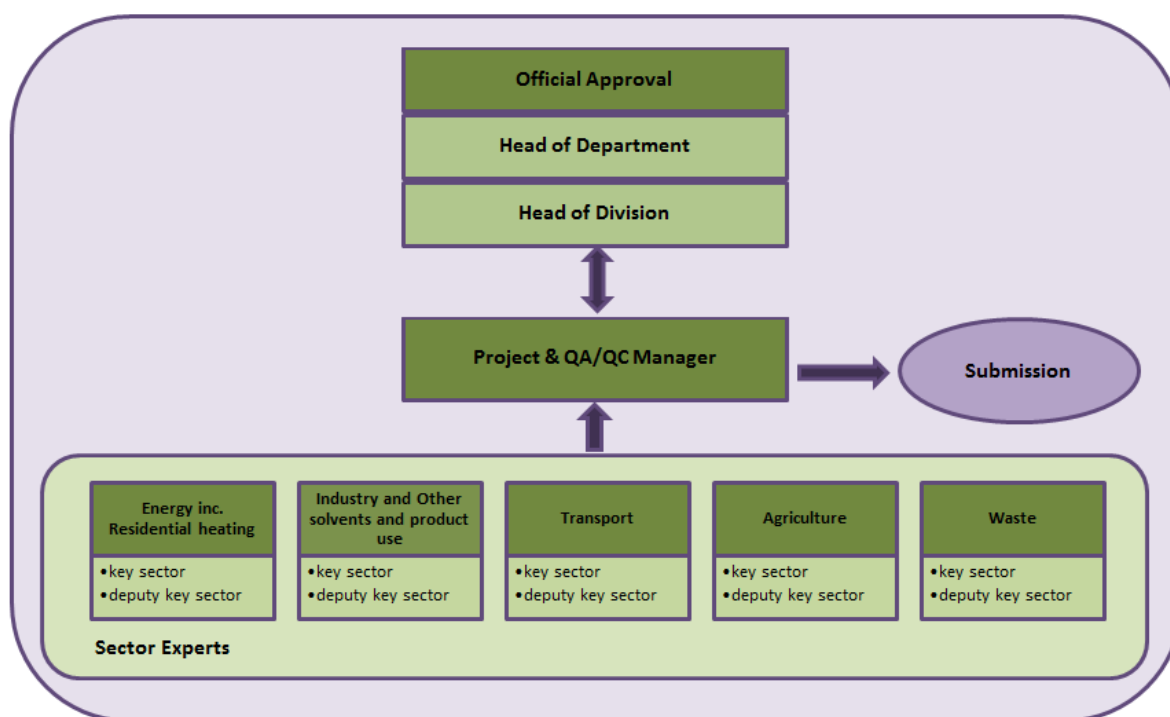 Official Approval
Head of Department
Head of Division
Project & QA/QC Manager
Submission
Energy inc.
Residential heating
•key sector
•deputy key sector
Industry and Other
solvents and product
use
•key sector
•deputy key sector
Transport
•key sector
•deputy key sector
Agriculture
•key sector
•deputy key sector
Waste
•key sector
•deputy key sector
Sector Experts